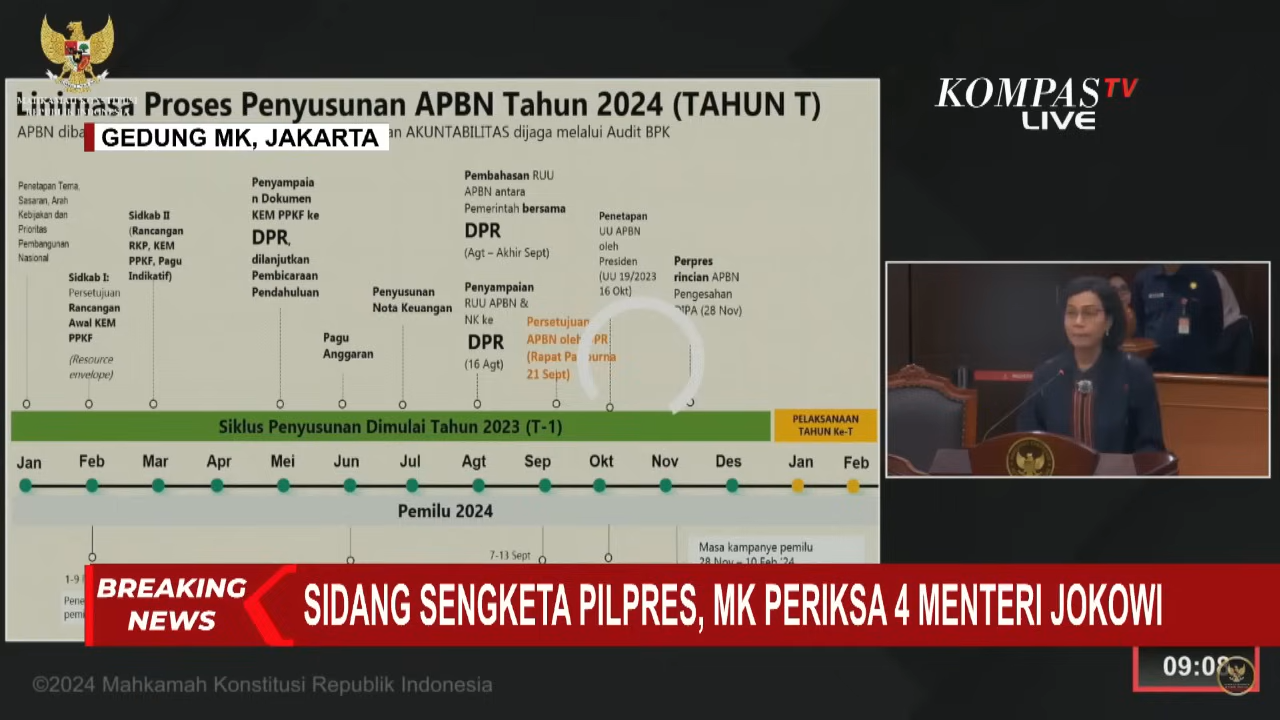 MAHKAMAH KONSTITUSI
KOMPASTV
LIVE
Proses Penyusunan APBN Tahun 2024 (TAHUN T)
APBN
AKUNTABILITAS dijaga melalui Audit BPK
GEDUNG MK, JAKARTA
Penetapan Tema,
Sasaran, Arah
Kebijakan dan
Prioritas
Pembangunan
Nasional
Sidkab I:
Persetujuan
Rancangan
Awal KEM
PPKF
(Resource
envelope)
Sidkab II
(Rancangan
RKP, KEM
PPKF, Pagu
Indikatif)
Penyampaia
n Dokumen
KEM PPKF ke
DPR,
dilanjutkan
Pembicaraan
Pendahuluan
Pagu
Anggaran
Penyusunan
Nota Keuangan
Pembahasan RUU
APBN antara
Pemerintah bersama
DPR
(Agt – Akhir Sept)
Penyampaian
RUU APBN &
NK ke
DPR
(16 Agt)
Persetujuan
APBN oleh DPR
(Rapat Paripurna
21 Sept)
Penetapan
UU APBN
oleh
Presiden
(UU 19/2023
16 Okt)
Perpres
rincian APBN
Pengesahan
DIPA (28 Nov)
Siklus Penyusunan Dimulai Tahun 2023 (T-1)
PELAKSANAAN
TAHUN Ke-T
Jan Feb Mar Apr Mei Jun Jul Agt Sep Okt Nov Des Jan Feb
Pemilu 2024
7-13 Sept
Masa kampanye pemilu
28 Nov – 10 Feb '24
1-9
BREAKING
NEWS
SIDANG SENGKETA PILPRES, MK PERIKSA 4 MENTERI JOKOWI
©2024 Mahkamah Konstitusi Republik Indonesia
09:08